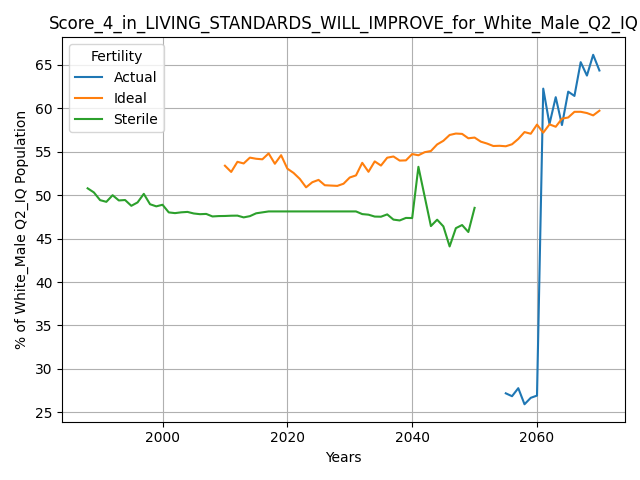 Score_4_in_LIVING_STANDARDS_WILL_IMPROVE_for_White_Male_Q2_IQ
Fertility
Actual
Ideal
Sterile
% of White_Male Q2_IQ Population
65
60
55
50
45
40
35
30
25
2000
2020
2040
2060
Years